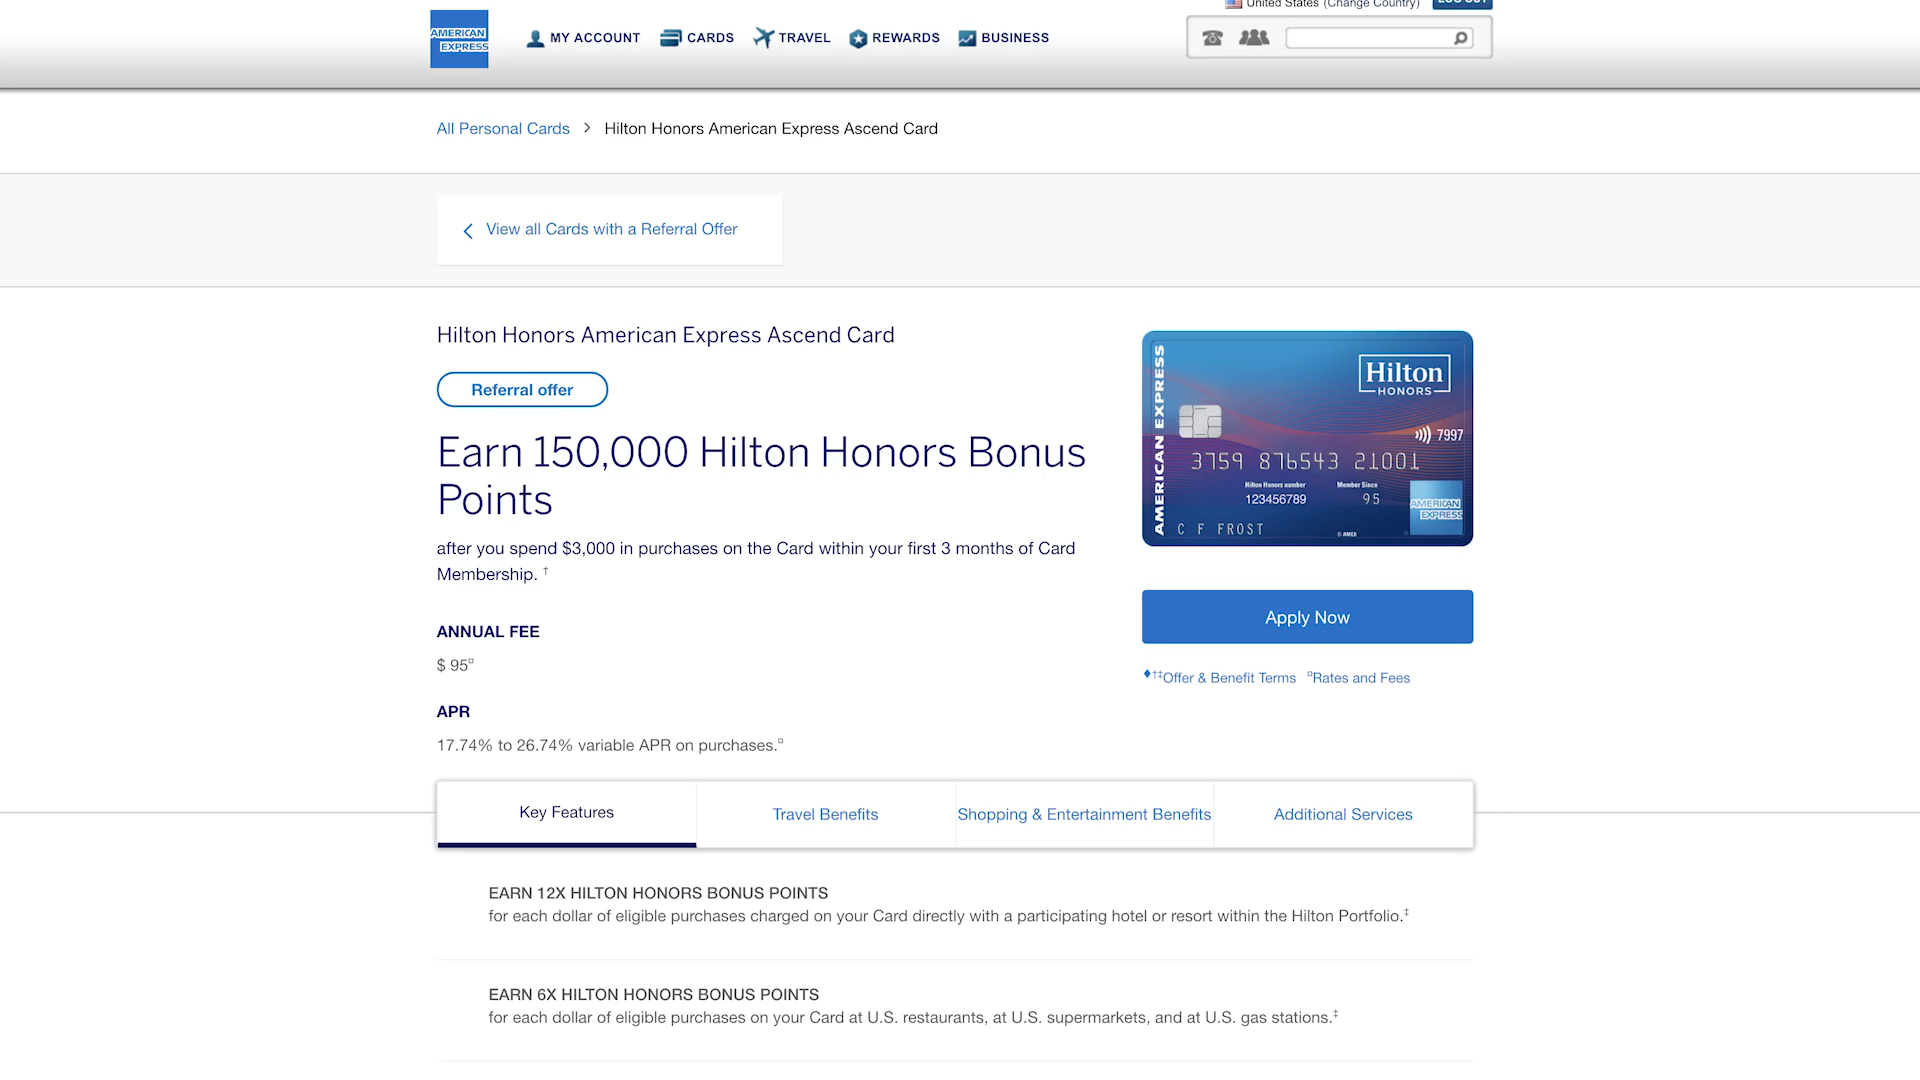 United States (Change Country)
LOG OUT
AMERICAN
EXPRESS
MY ACCOUNT
CARDS
TRAVEL
REWARDS
BUSINESS
All Personal Cards > Hilton Honors American Express Ascend Card
View all Cards with a Referral Offer
Hilton Honors American Express Ascend Card
Referral offer
Earn 150,000 Hilton Honors Bonus
Points
after you spend $3,000 in purchases on the Card within your first 3 months of Card
Membership. †
ANNUAL FEE
$ 95¤
APR
17.74% to 26.74% variable APR on purchases.¤
AMERICAN EXPRESS
Hilton
HONORS
7997
3759 876543 21001
Hilton Honors number
Member Since
123456789
95
AMERICAN
EXPRESS
C F FROST
© AMEX
Apply Now
♦†‡Offer & Benefit Terms ¤Rates and Fees
Key Features
Travel Benefits
Shopping & Entertainment Benefits
Additional Services
EARN 12X HILTON HONORS BONUS POINTS
for each dollar of eligible purchases charged on your Card directly with a participating hotel or resort within the Hilton Portfolio.‡
EARN 6X HILTON HONORS BONUS POINTS
for each dollar of eligible purchases on your Card at U.S. restaurants, at U.S. supermarkets, and at U.S. gas stations.‡